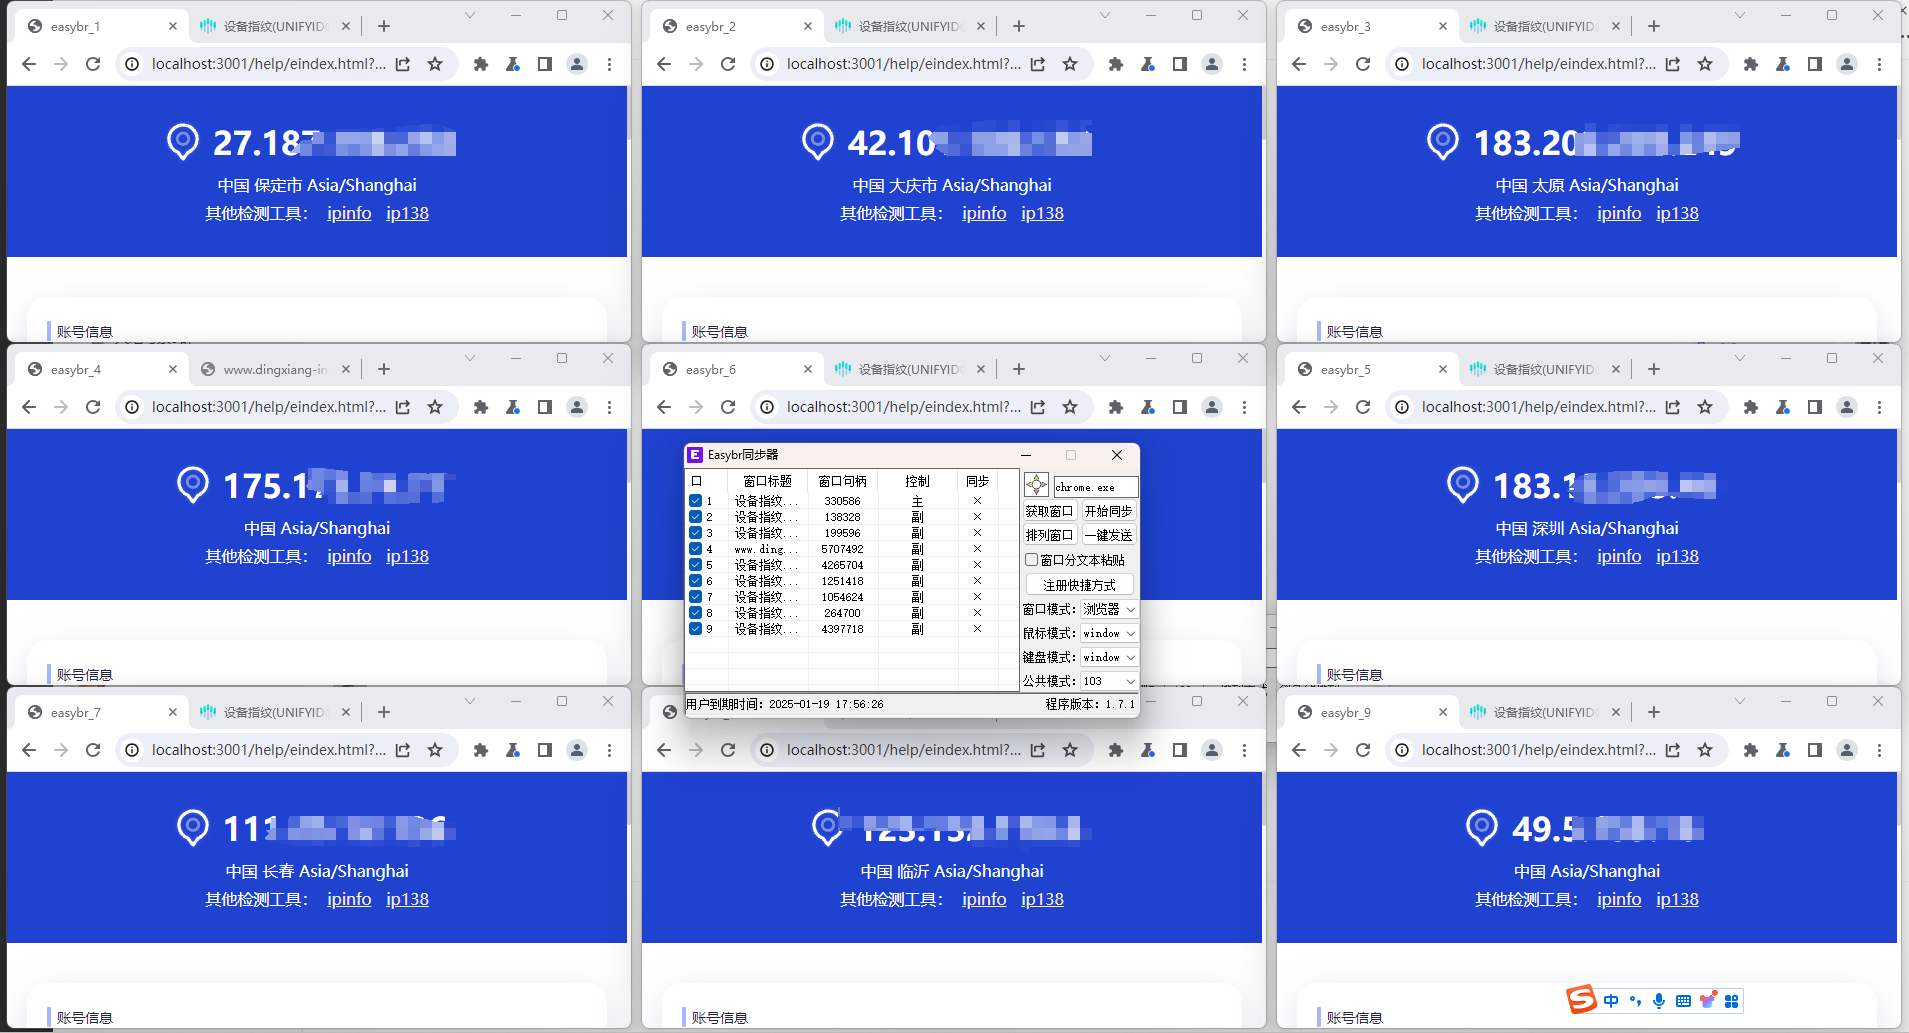 easybr_1
设备指纹(UNIFYID
localhost:3001/help/eindex.html?...
27.187
中国 保定市 Asia/Shanghai
其他检测工具： ipinfo ip138
账号信息
easybr_2
设备指纹(UNIFYID
localhost:3001/help/eindex.html?...
42.10
中国 大庆市 Asia/Shanghai
其他检测工具： ipinfo ip138
账号信息
easybr_3
设备指纹(UNIFYID
localhost:3001/help/eindex.html?...
183.20
中国 太原 Asia/Shanghai
其他检测工具： ipinfo ip138
账号信息
easybr_4
www.dingxiang-in
localhost:3001/help/eindex.html?...
175.1
中国 Asia/Shanghai
其他检测工具： ipinfo ip138
账号信息
easybr_6
设备指纹(UNIFYID
localhost:3001/help/eindex.html?...
easybr_5
设备指纹(UNIFYID
localhost:3001/help/eindex.html?...
183.1
中国 深圳 Asia/Shanghai
其他检测工具： ipinfo ip138
账号信息
Easybr同步器
口 窗口标题 窗口句柄 控制 同步
1 设备指纹... 330586 主 ×
2 设备指纹... 138328 副 ×
3 设备指纹... 199596 副 ×
4 www.ding... 5707492 副 ×
5 设备指纹... 4265704 副 ×
6 设备指纹... 1251418 副 ×
7 设备指纹... 1054624 副 ×
8 设备指纹... 264700 副 ×
9 设备指纹... 4397718 副 ×
chrome.exe
获取窗口 开始同步
排列窗口 一键发送
窗口分文本粘贴
注册快捷方式
窗口模式： 浏览器
鼠标模式： window
键盘模式： window
公共模式： 103
用户到期时间：2025-01-19 17:56:26
程序版本：1.7.1
easybr_7
设备指纹(UNIFYID
localhost:3001/help/eindex.html?...
111
中国 长春 Asia/Shanghai
其他检测工具： ipinfo ip138
账号信息
localhost:3001/help/eindex.html?...
中国 临沂 Asia/Shanghai
其他检测工具： ipinfo ip138
账号信息
easybr_9
设备指纹(UNIFYID
localhost:3001/help/eindex.html?...
49.5
中国 Asia/Shanghai
其他检测工具： ipinfo ip138
账号信息
S 中